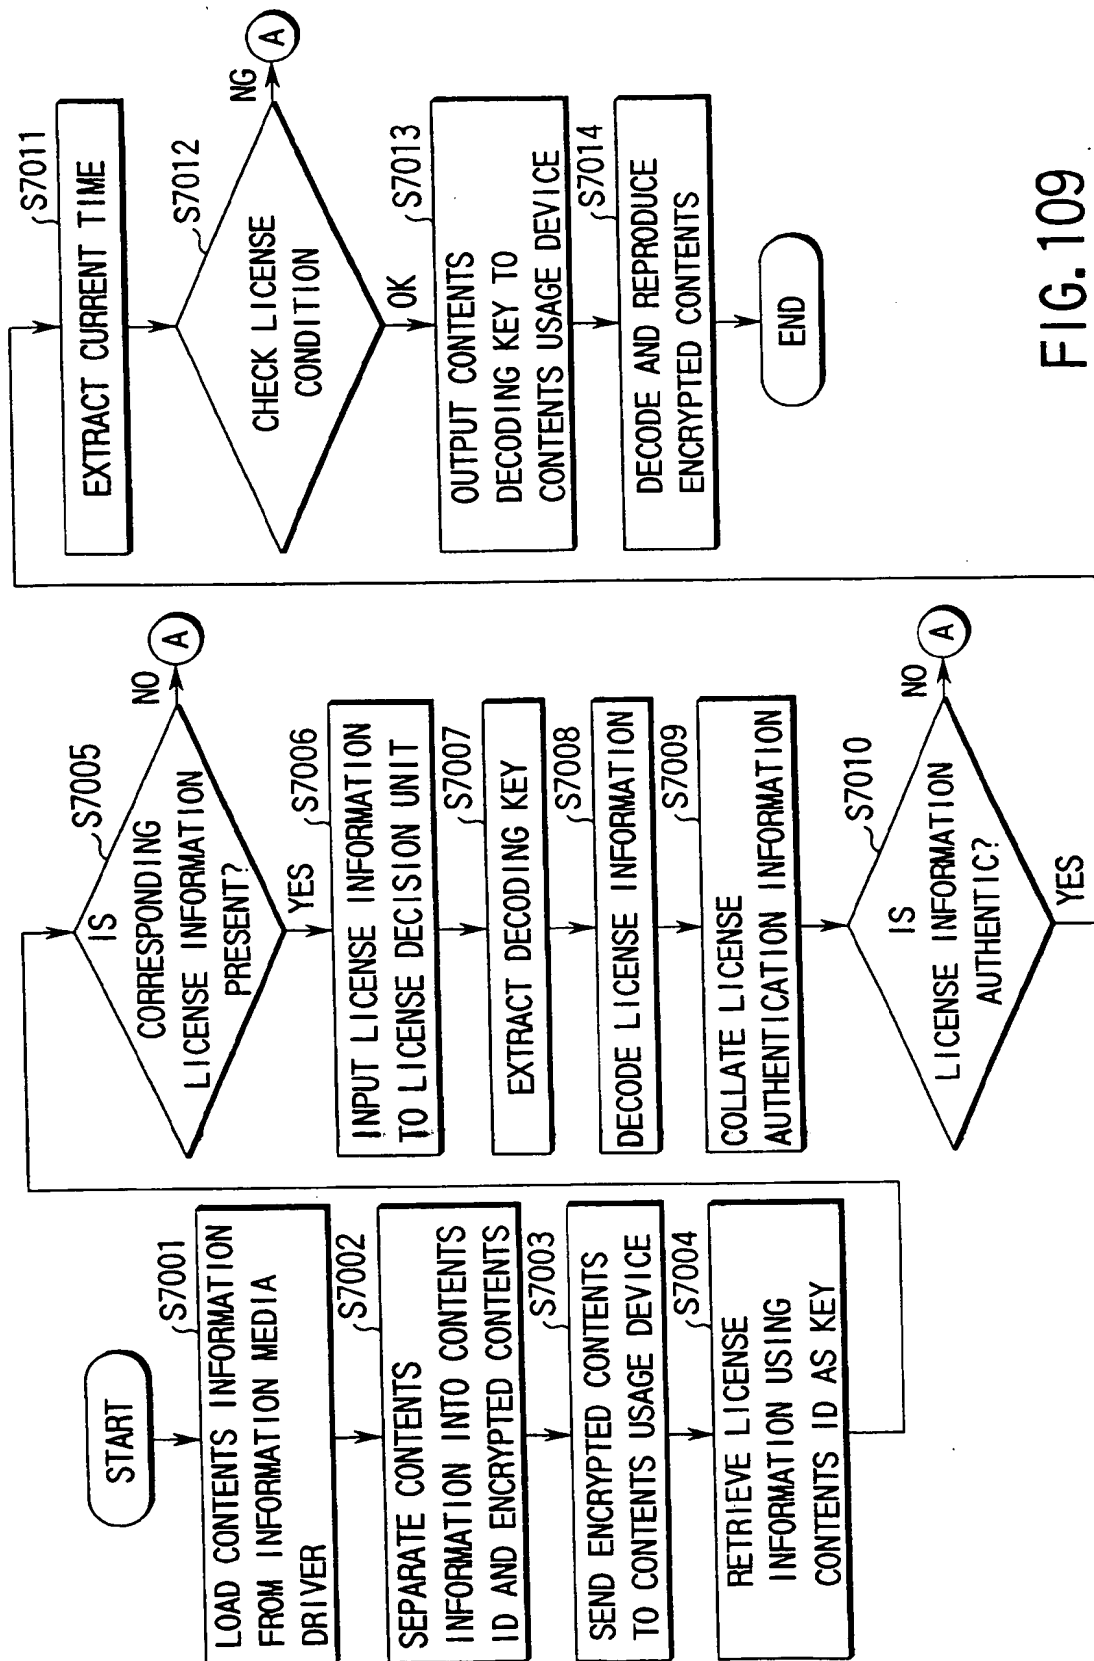 START
S7001
LOAD CONTENTS INFORMATION
FROM INFORMATION MEDIA
DRIVER
S7002
SEPARATE CONTENTS
INFORMATION INTO CONTENTS
ID AND ENCRYPTED CONTENTS
S7003
SEND ENCRYPTED CONTENTS
TO CONTENTS USAGE DEVICE
S7004
RETRIEVE LICENSE
INFORMATION USING
CONTENTS ID AS KEY
S7005
IS
CORRESPONDING
LICENSE INFORMATION
PRESENT?
NO
A
YES
S7006
INPUT LICENSE INFORMATION
TO LICENSE DECISION UNIT
S7007
EXTRACT DECODING KEY
S7008
DECODE LICENSE INFORMATION
S7009
COLLATE LICENSE
AUTHENTICATION INFORMATION
S7010
IS
LICENSE INFORMATION
AUTHENTIC?
NO
A
YES
S7011
EXTRACT CURRENT TIME
S7012
CHECK LICENSE
CONDITION
NG
A
OK
S7013
OUTPUT CONTENTS
DECODING KEY TO
CONTENTS USAGE DEVICE
S7014
DECODE AND REPRODUCE
ENCRYPTED CONTENTS
END
FIG. 109